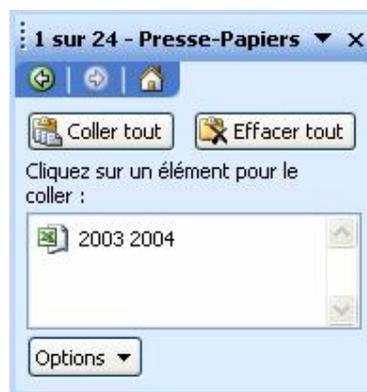 1 sur 24 - Presse-Papiers
Coller tout Effacer tout
Cliquez sur un élément pour le
coller :
2003 2004
Options